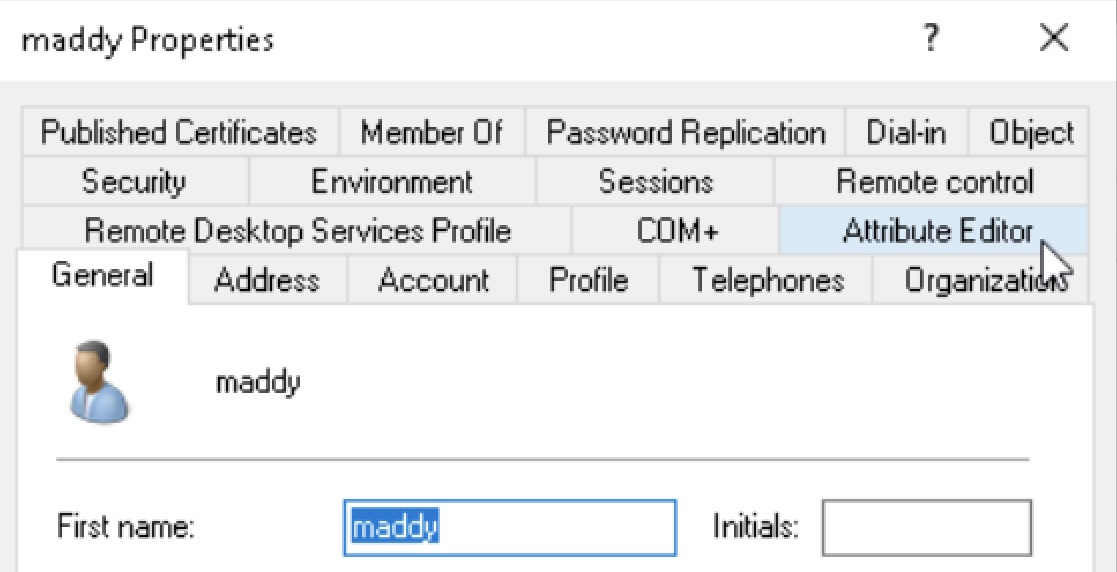 maddy Properties ?
Published Certificates Member Of Password Replication Dial-in Object
Security Environment Sessions Remote control
Remote Desktop Services Profile COM+ Attribute Editor
General Address Account Profile Telephones Organization
maddy
First name: maddy Initials: